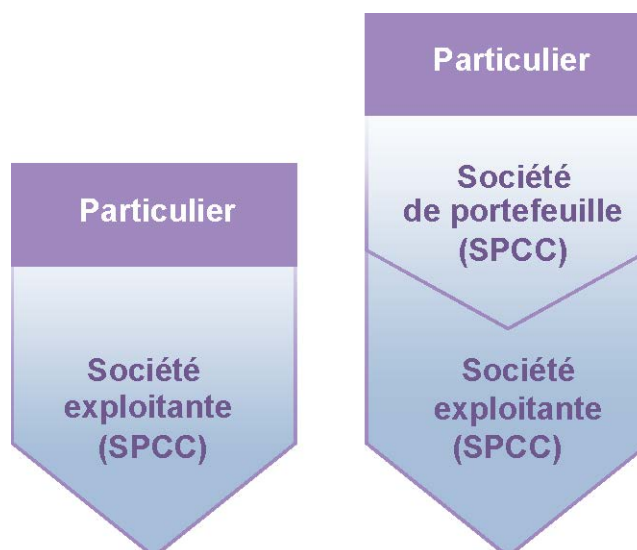 Particulier
Société
exploitante
(SPCC)
Particulier
Société
de portefeuille
(SPCC)
Société
exploitante
(SPCC)